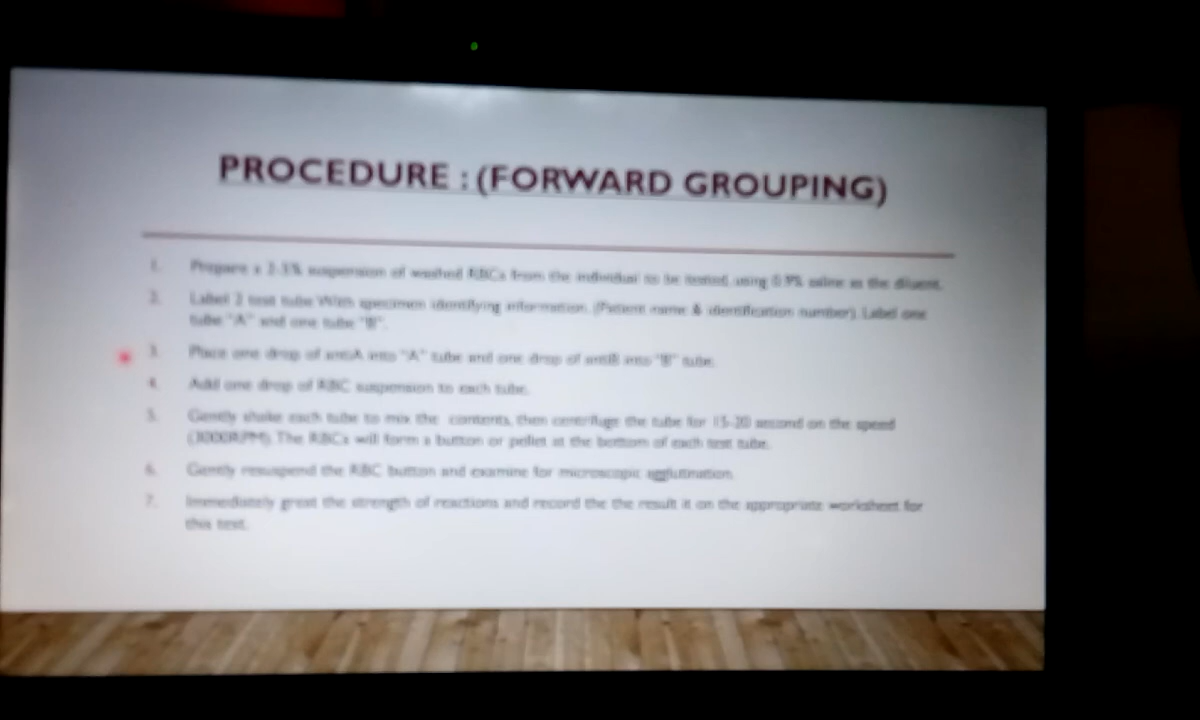 PROCEDURE : (FORWARD GROUPING)
1. Prepare a 2-5% suspension of washed RBCs from the individual to be tested, using 0.9% saline as the diluent.
2. Label 2 test tube With specimen identifying information. (Patient name & identification number). Label one
tube "A" and one tube "B".
3. Place one drop of antiA into "A" tube and one drop of antiB into "B" tube.
4. Add one drop of RBC suspension to each tube.
5. Gently shake each tube to mix the contents, then centrifuge the tube for 15-20 second on the speed
(3000RPM). The RBCs will form a button or pellet at the bottom of each test tube.
6. Gently resuspend the RBC button and examine for microscopic agglutination.
7. Immediately the strength of reactions and record the the result it on the appropriate worksheet for
this test.